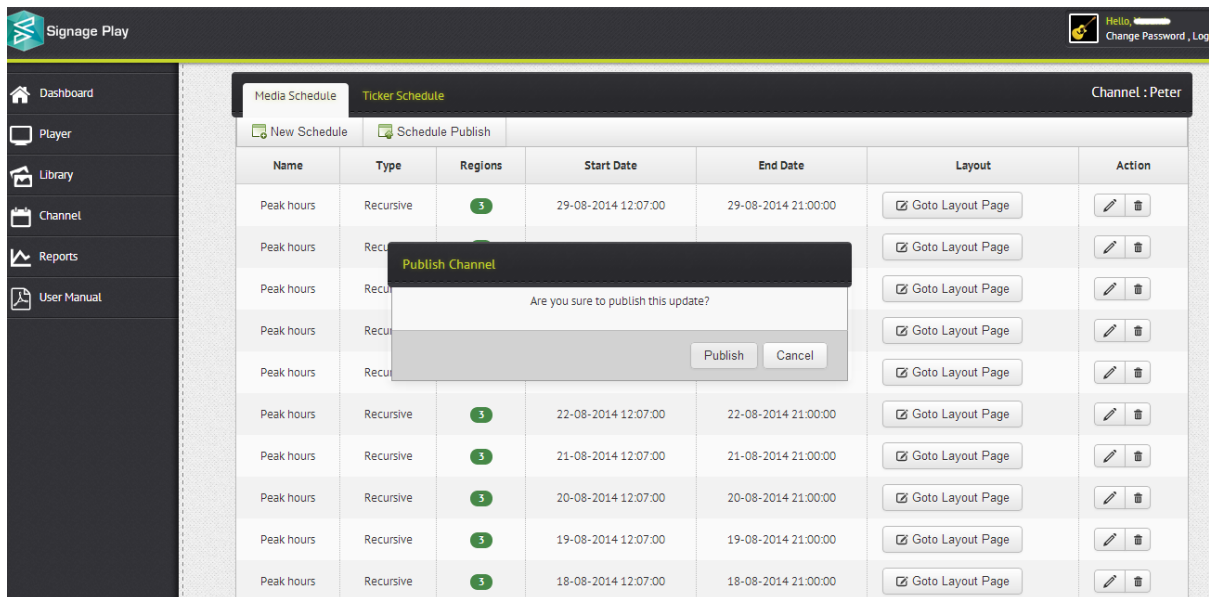 Signage Play
Hello,
Change Password , Log
Dashboard
Player
Library
Channel
Reports
User Manual
Media Schedule Ticker Schedule Channel : Peter
New Schedule Schedule Publish
Name Type Regions Start Date End Date Layout Action
Peak hours Recursive 3 29-08-2014 12:07:00 29-08-2014 21:00:00 Goto Layout Page
Peak hours Recu Goto Layout Page
Publish Channel
Peak hours Recur Goto Layout Page
Are you sure to publish this update?
Peak hours Recur Goto Layout Page
Publish Cancel
Peak hours Recur Goto Layout Page
Peak hours Recursive 3 22-08-2014 12:07:00 22-08-2014 21:00:00 Goto Layout Page
Peak hours Recursive 3 21-08-2014 12:07:00 21-08-2014 21:00:00 Goto Layout Page
Peak hours Recursive 3 20-08-2014 12:07:00 20-08-2014 21:00:00 Goto Layout Page
Peak hours Recursive 3 19-08-2014 12:07:00 19-08-2014 21:00:00 Goto Layout Page
Peak hours Recursive 3 18-08-2014 12:07:00 18-08-2014 21:00:00 Goto Layout Page